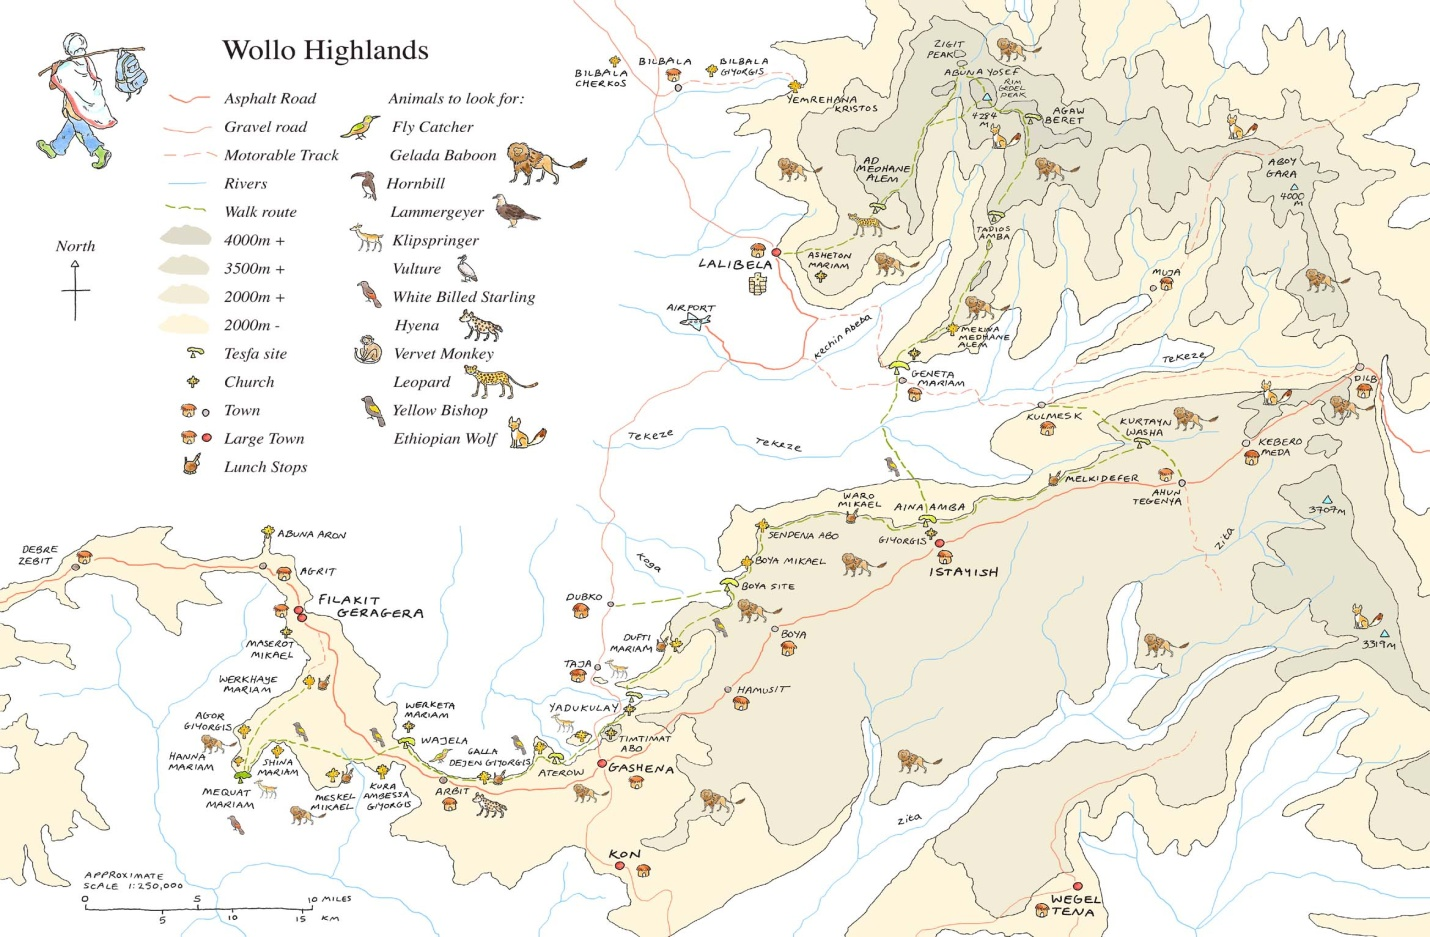 Wollo Highlands
Asphalt Road
Gravel road
Motorable Track
Rivers
Walk route
4000m +
3500m +
2000m +
2000m -
Tesfa site
Church
Town
Large Town
Lunch Stops
Animals to look for:
Fly Catcher
Gelada Baboon
Hornbill
Lammergeyer
Klipspringer
Vulture
White Billed Starling
Hyena
Vervet Monkey
Leopard
Yellow Bishop
Ethiopian Wolf
North
BILBALA
CHERKOS
BILBALA
BILBALA
GIYORGIS
YEMREHANA
KRISTOS
ZIGIT
PEAK
ABUNA YOSEF
RIM
GEDEL
PEAK
4284
M
AGAW
BERET
AD
MEDHANE
ALEM
TADIOS
AMBA
ABOY
GARA
4000
M
LALIBELA
ASHETON
MARIAM
AIRPORT
Kechin Abeba
MUJA
MEKINA
MEDHANE
ALEM
GENETA
MARIAM
Tekeze
DILB
KULMESK
KURTAYN
WASHA
KEBERO
MEDA
Tekeze
Tekeze
MELKIDEFER
AHUN
TEGENYA
3707M
WARO
MIKAEL
AINA AMBA
SENDENA ABO
GIYORGIS
ISTAYISH
Zita
ABUNA ARON
DEBRE
ZEBIT
AGRIT
FILAKIT
GERAGERA
Koga
BOYA MIKAEL
BOYA SITE
DUBKO
MASEROT
MIKAEL
DUFTI
MARIAM
BOYA
3319M
TAJA
WERKHAYE
MARIAM
HAMUSIT
YADUKULAY
WERKETA
MARIAM
AGOR
GIYORGIS
WAJELA
TIMTIMAT
ABO
HANNA
MARIAM
SHINA
MARIAM
GALLA
DEJEN GIYORGIS
ATEROW
GASHENA
MEQUAT
MARIAM
MESKEL
MIKAEL
KURA
AMBESSA
GIYORGIS
ARBIT
Zita
KON
WEGEL
TENA
APPROXIMATE
SCALE 1:250,000
0 5 10 MILES
5 10 15 KM